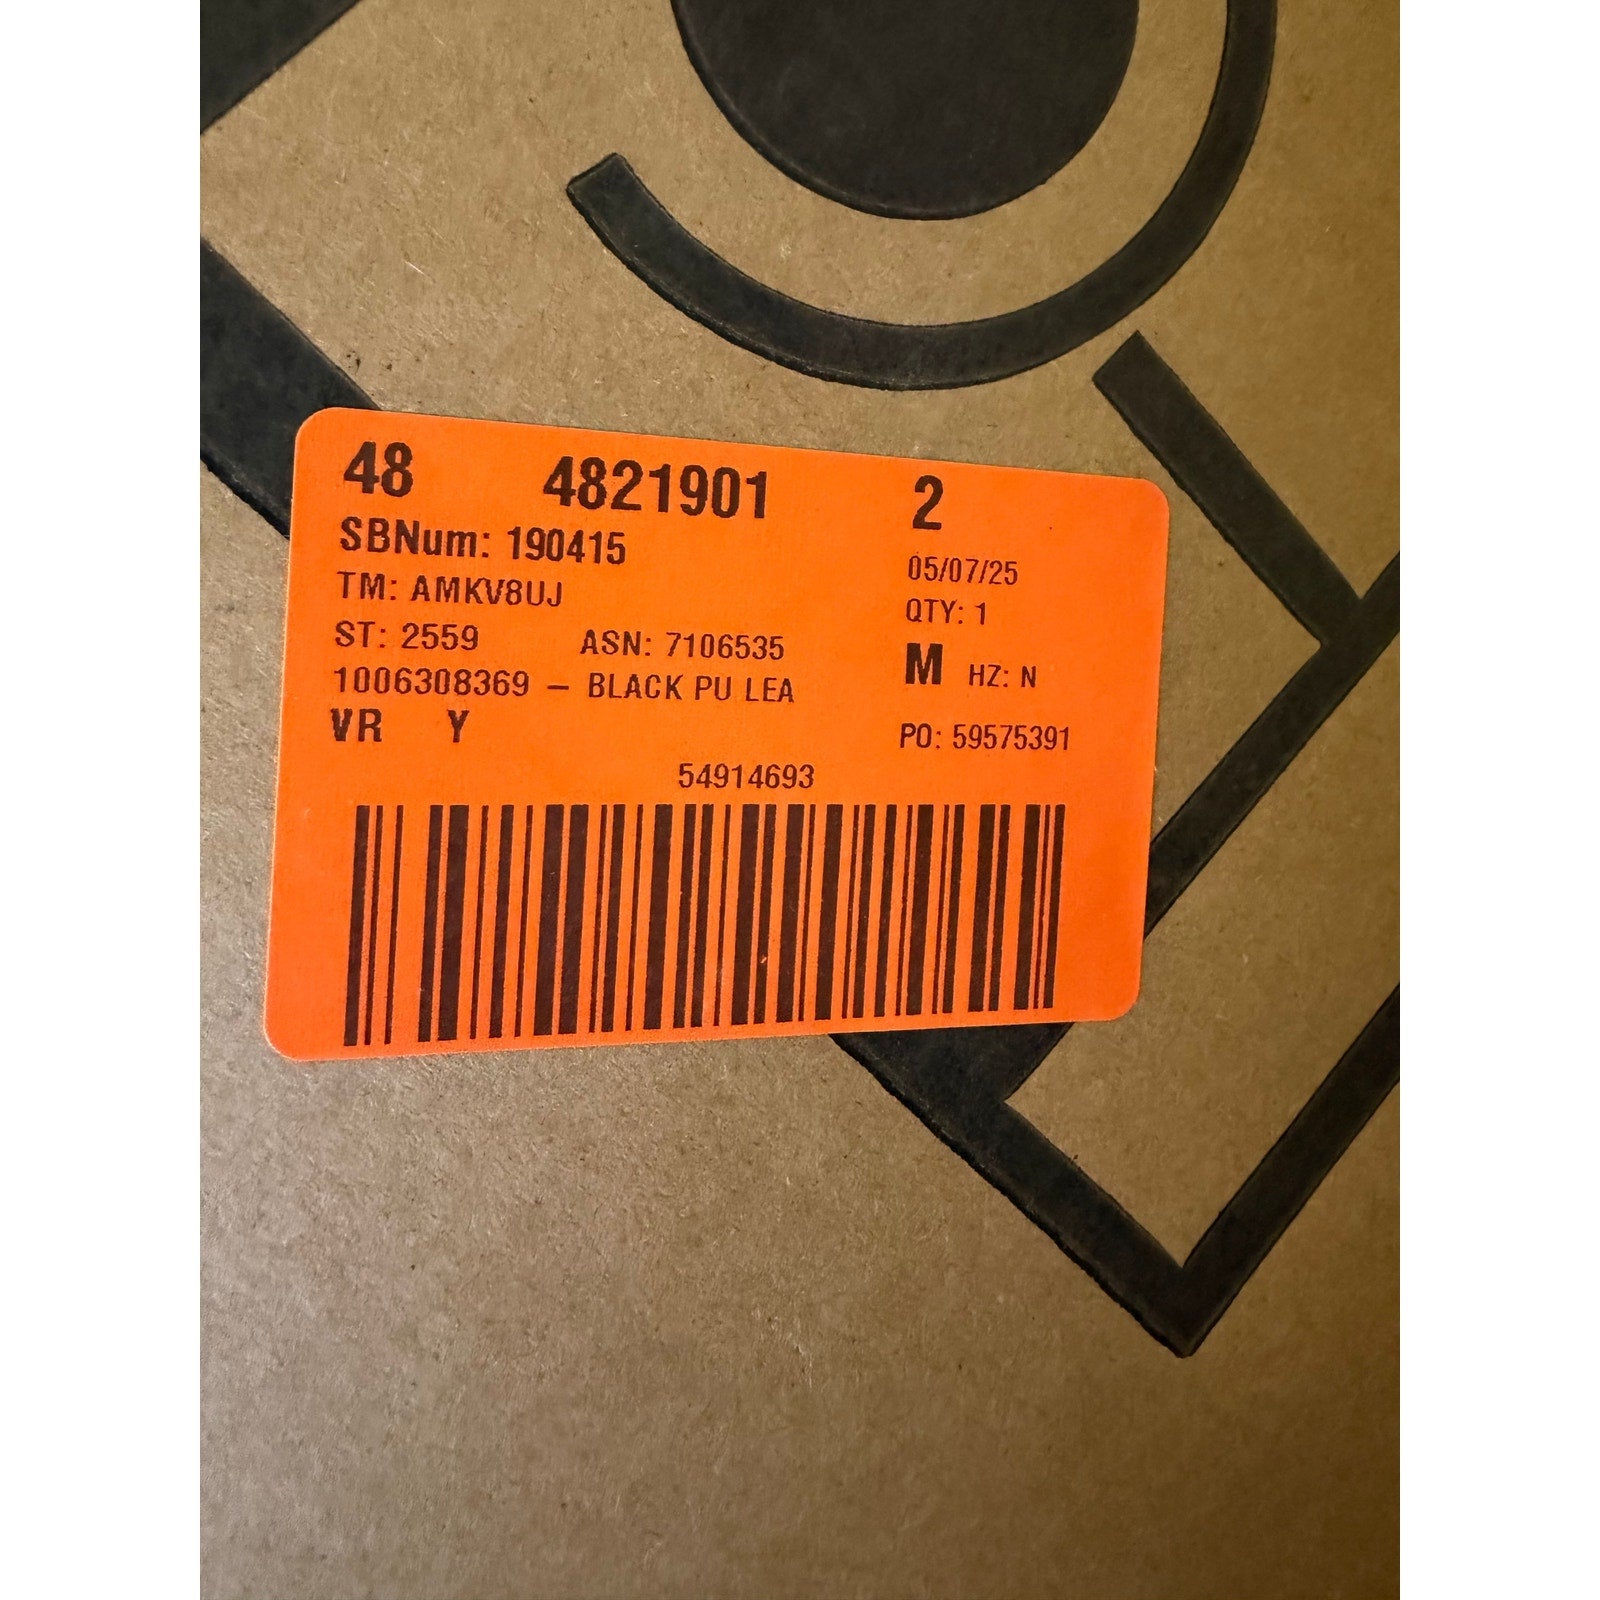 48 4821901 2
SBNum: 190415
05/07/25
TM: AMKV8UJ
QTY: 1
ST: 2559 ASN: 7106535
M HZ: N
1006308369 – BLACK PU LEA
VR Y
PO: 59575391
54914693